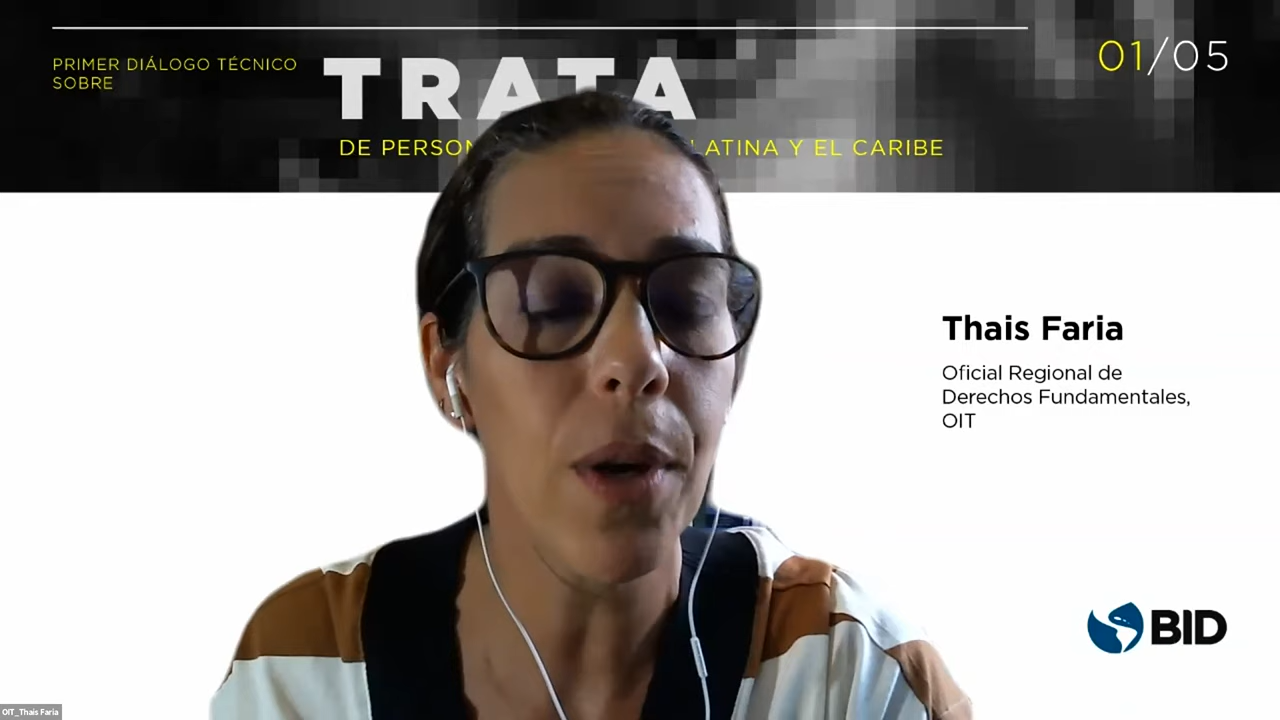 PRIMER DIÁLOGO TÉCNICO
SOBRE
TRATA
DE PERSON ATINA Y EL CARIBE
01/05
Thais Faria
Oficial Regional de
Derechos Fundamentales,
OIT
BID
OIT_Thais Faria